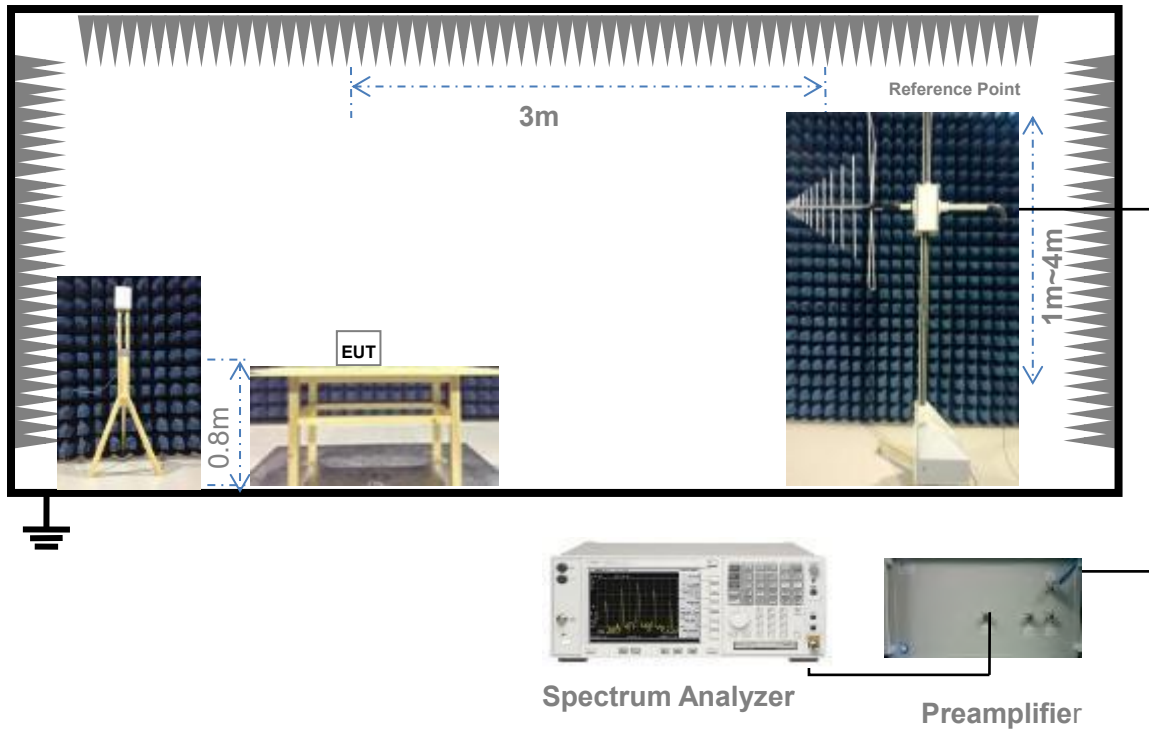 Reference Point
3m
1m~4m
EUT
0.8m
Spectrum Analyzer
Preamplifier